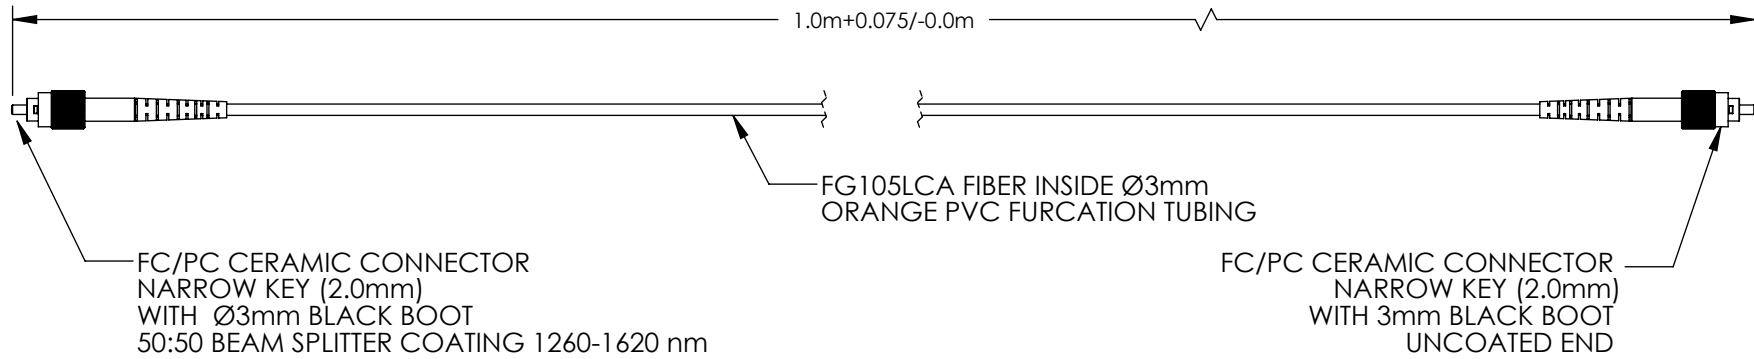 1.0m+0.075/-0.0m
FG105LCA FIBER INSIDE Ø3mm
ORANGE PVC FURCATION TUBING
FC/PC CERAMIC CONNECTOR
NARROW KEY (2.0mm)
WITH Ø3mm BLACK BOOT
50:50 BEAM SPLITTER COATING 1260-1620 nm
FC/PC CERAMIC CONNECTOR
NARROW KEY (2.0mm)
WITH 3mm BLACK BOOT
UNCOATED END